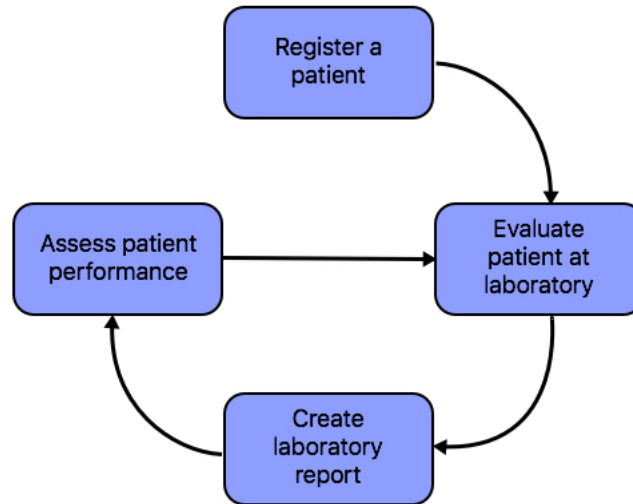 Register a
patient
Evaluate
patient at
laboratory
Assess patient
performance
Create
laboratory
report